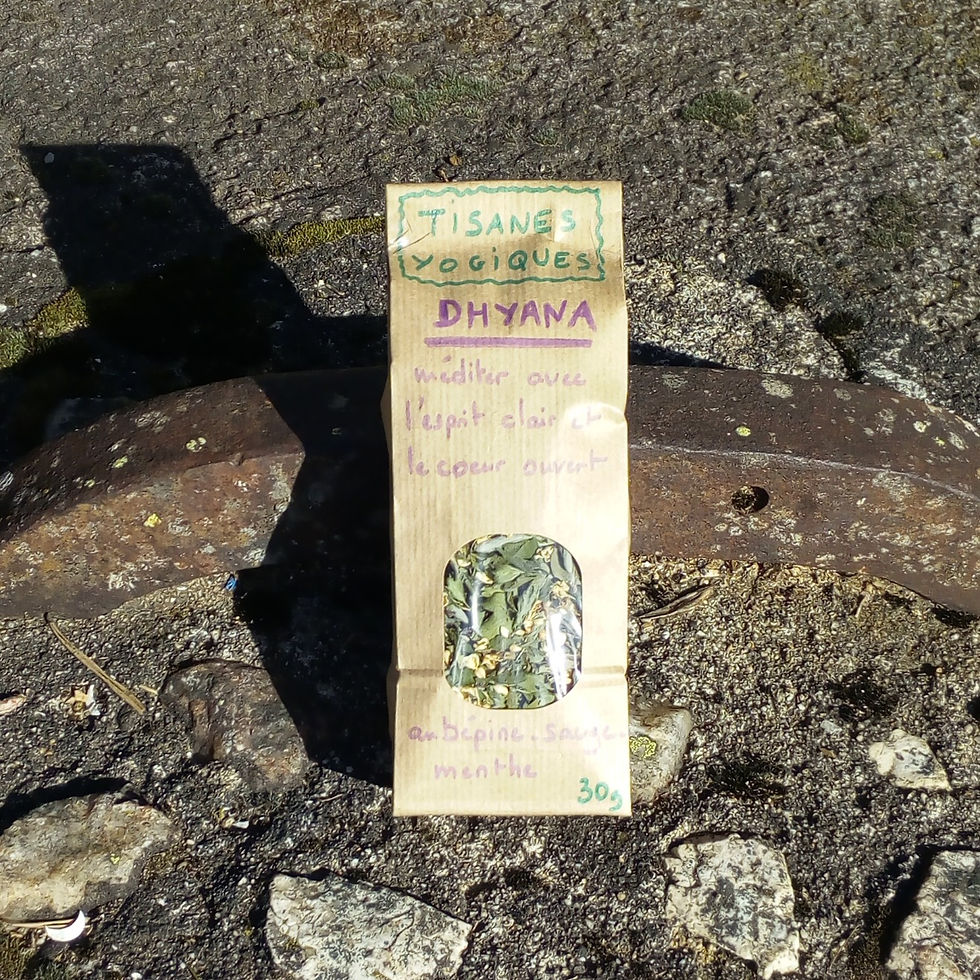 TISANES
YOGIQUES
DHYANA
méditer avec
l'esprit clair et
le coeur ouvert
aubépine. sauge.
menthe
30g